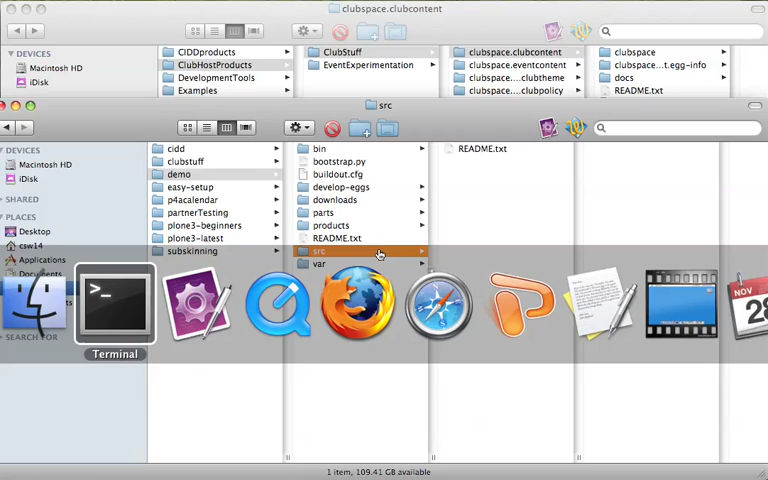 clubspace.clubcontent
DEVICES
Macintosh HD
iDisk
CIDDproducts
ClubHostProducts
DevelopmentTools
Examples
ClubStuff
EventExperimentation
clubspace.clubcontent
clubspace.eventcontent
clubspace....clubtheme
clubspace....clubpolicy
clubspace
clubspace...t.egg-info
docs
README.txt
src
DEVICES
Macintosh HD
iDisk
SHARED
PLACES
Desktop
csw14
Applications
Documents
SEARCH FOR
cidd
clubstuff
demo
easy-setup
p4acalendar
partnerTesting
plone3-beginners
plone3-latest
subskinning
bin
bootstrap.py
buildout.cfg
develop-eggs
downloads
parts
products
README.txt
src
var
README.txt
>_
NOV
28
Terminal
1 item, 109.41 GB available